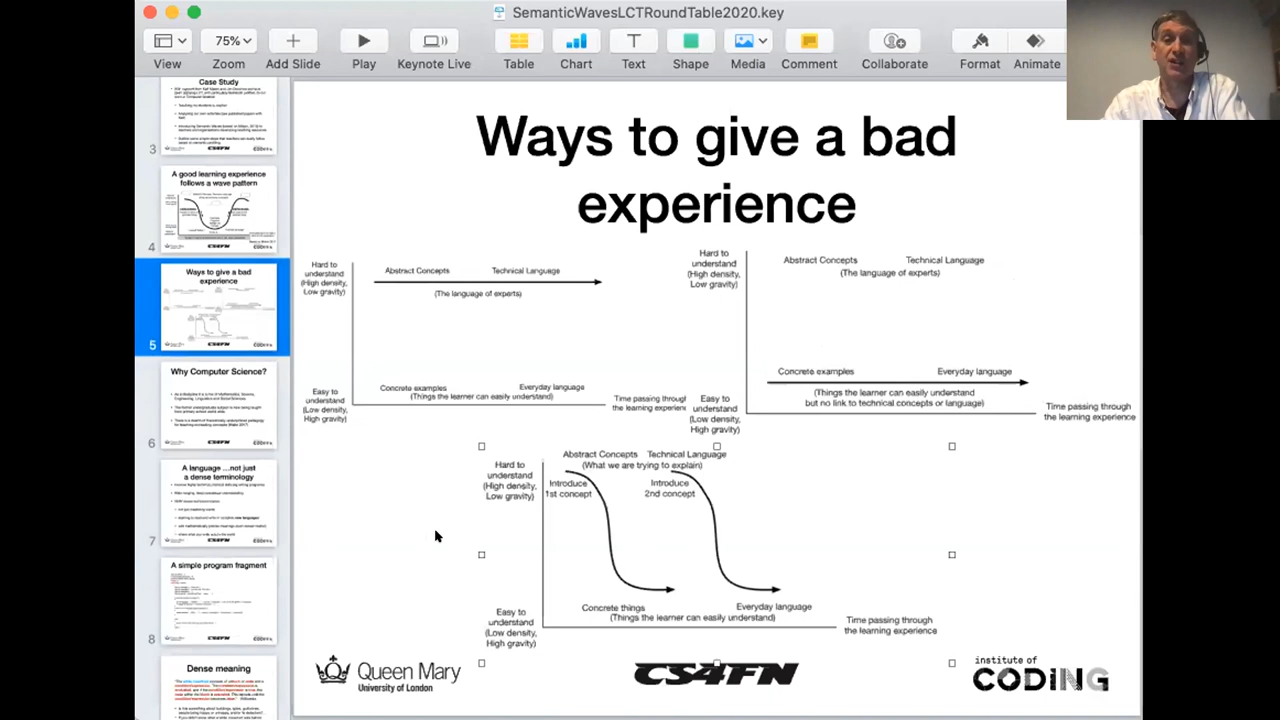 SemanticWavesLCTRoundTable2020.key
75%
View
Zoom
Add Slide
Play
Keynote Live
Table
Chart
Text
Shape
Media
Comment
Collaborate
Format
Animate
Case Study
3
A good learning experience
follows a wave pattern
4
Ways to give a bad
experience
5
Why Computer Science?
6
A language ...not just
a dense terminology
7
A simple program fragment
8
Dense meaning
Ways to give a bad
experience
Hard to
understand
(High density,
Low gravity)
Abstract Concepts Technical Language
(The language of experts)
Easy to
understand
(Low density,
High gravity)
Concrete examples Everyday language
(Things the learner can easily understand)
Time passing through
the learning experience
Hard to
understand
(High density,
Low gravity)
Abstract Concepts Technical Language
(The language of experts)
Concrete examples Everyday language
(Things the learner can easily understand
but no link to technical concepts or language)
Easy to
understand
(Low density,
High gravity)
Time passing through
the learning experience
Abstract Concepts Technical Language
(What we are trying to explain)
Hard to
understand
(High density,
Low gravity)
Introduce
1st concept
Introduce
2nd concept
Concrete things Everyday language
(Things the learner can easily understand)
Easy to
understand
(Low density,
High gravity)
Time passing through
the learning experience
Queen Mary
University of London
CS4FN
institute of
CODING